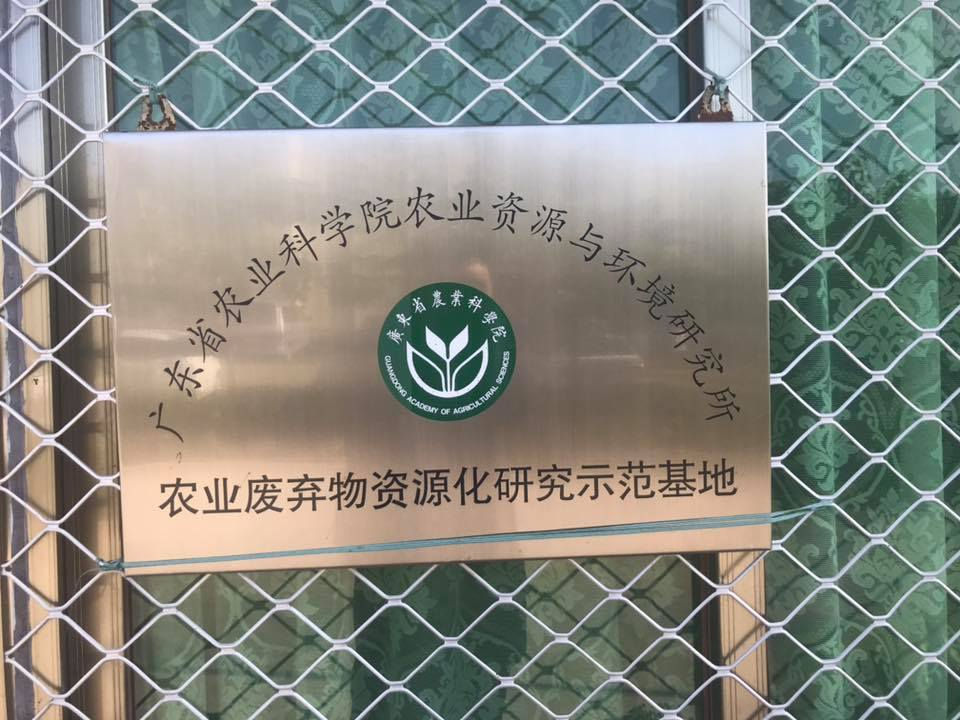 广东省农业科学院农业资源与环境研究所
廣東省農業科學院
GUANGDONG ACADEMY OF AGRICULTURAL SCIENCES
农业废弃物资源化研究示范基地